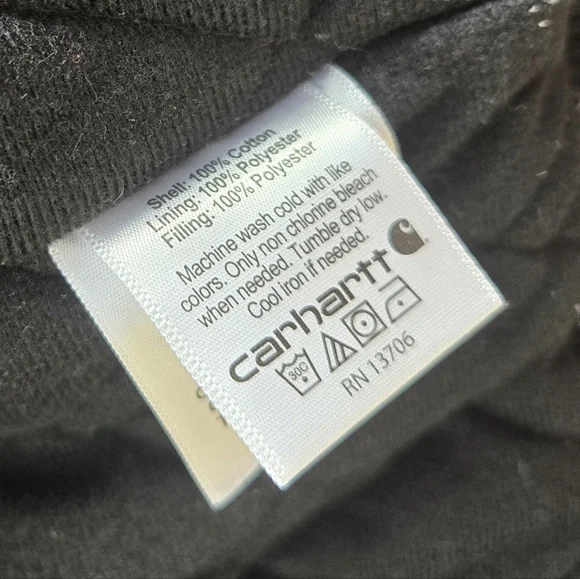 Shell: 100% Cotton
Lining: 100% Polyester
Filling: 100% Polyester
Machine wash cold with like
colors. Only non chlorine bleach
when needed. Tumble dry low.
Cool iron if needed.
carhartt
30C
RN 13706